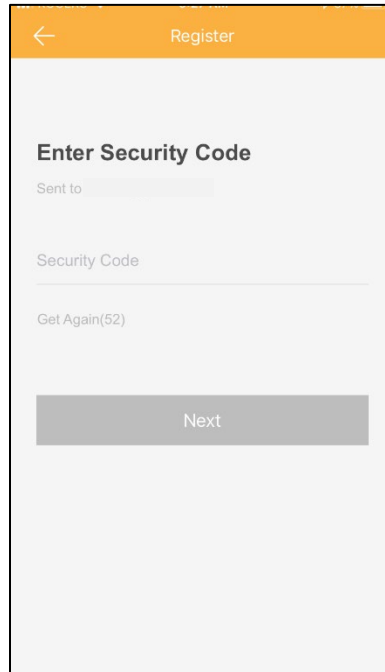 Register
Enter Security Code
Sent to
Security Code
Get Again(52)
Next